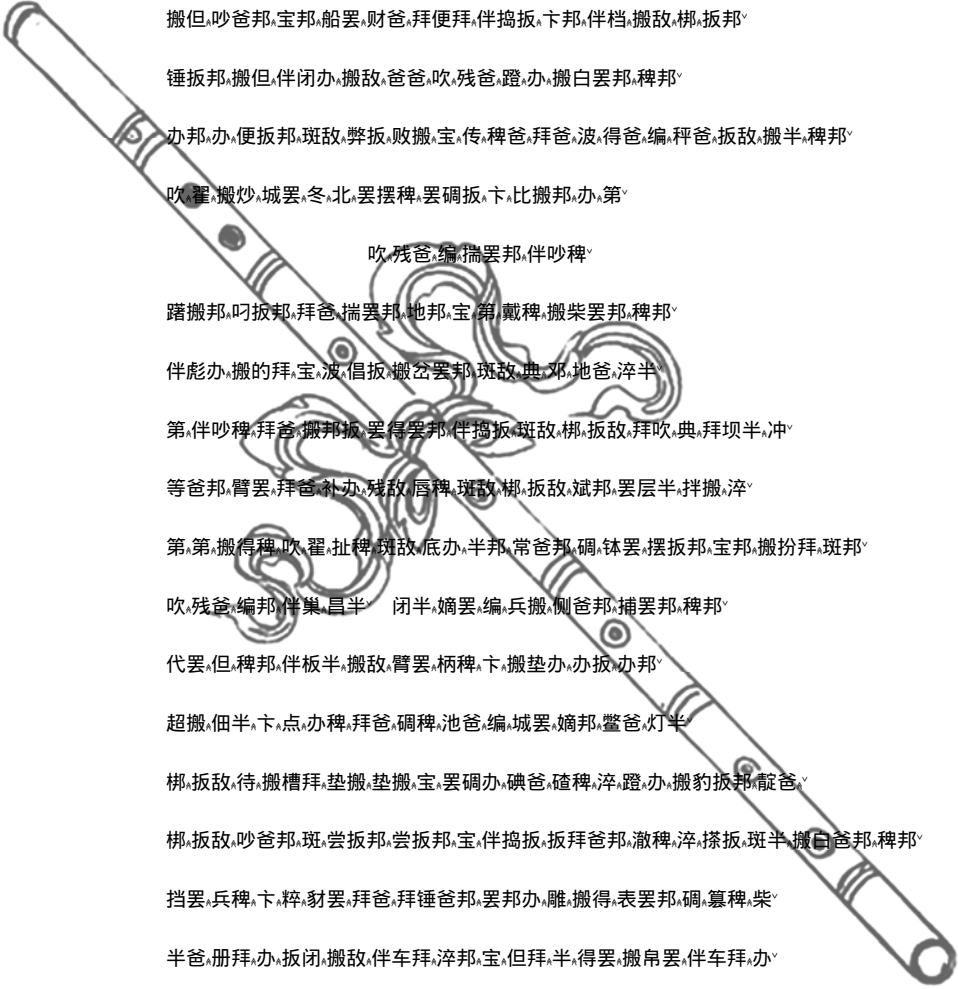 搬但^吵爸邦^宝邦^船罢^财爸^拜便拜^伴捣扳^卞邦^伴档^搬敌^梆^扳邦ˇ
锤扳邦^搬但^伴闭办^搬敌^爸爸^吹^残爸^蹬^办^搬白罢邦^稗邦ˇ
办邦^办^便扳邦^斑敌^弊扳^败搬^宝^传^稗爸^拜爸^波^得爸^编^秤爸^扳敌^搬半^稗邦ˇ
吹^翟^搬炒^城罢^冬^北^罢摆稗^罢碉扳^卞^比搬邦^办^第ˇ
吹^残爸^编^揣罢邦^伴吵稗ˇ
躇搬邦^叼扳邦^拜爸^揣罢邦^地邦^宝^第^戴稗^搬柴罢邦^稗邦ˇ
伴彪办^搬的拜^宝^波^倡扳^搬岔罢邦^斑敌^典^邓^地爸^淬半ˇ
第^伴吵稗^拜爸^搬邦扳^罢得罢邦^伴捣扳^斑敌^梆^扳敌^拜吹^典^拜坝半^冲ˇ
等爸邦^臂罢^拜爸^补办^残敌^唇稗^斑敌^梆^扳敌^斌邦^罢层半^拌搬^淬ˇ
第^第^搬得稗^吹^翟^扯稗^斑敌^底办^半邦^常爸邦^碉^钵罢^摆扳邦^宝邦^搬扮拜^斑邦ˇ
吹^残爸^编邦^伴巢^昌半ˇ 闭半^嫡罢^编^兵搬^侧爸邦^捕罢邦^稗邦ˇ
代罢^但^稗邦^伴板半^搬敌^臂罢^柄稗^卞^搬垫办^办扳^办邦ˇ
超搬^佃半^卞^点^办稗^拜爸^碉稗^池爸^编^城罢^嫡邦^鳖爸^灯半ˇ
梆^扳敌^待^搬槽拜^垫搬^垫搬^宝^罢碉办^碘爸^碴稗^淬^蹬^办^搬豹扳邦^靛爸^ˇ
梆^扳敌^吵爸邦^斑^尝扳邦^尝扳邦^宝^伴捣扳^扳拜爸邦^澈稗^淬^搽扳^斑半^搬白爸邦^稗邦ˇ
挡罢^兵稗^卞^粹^豺罢^拜爸^拜锤爸邦^罢邦办^雕^搬得^表罢邦^碉^篡稗^柴ˇ
半爸^册拜^办^扳闭^搬敌^伴车拜^淬邦^宝^但拜^半^得罢^搬帛罢^伴车拜^办ˇ